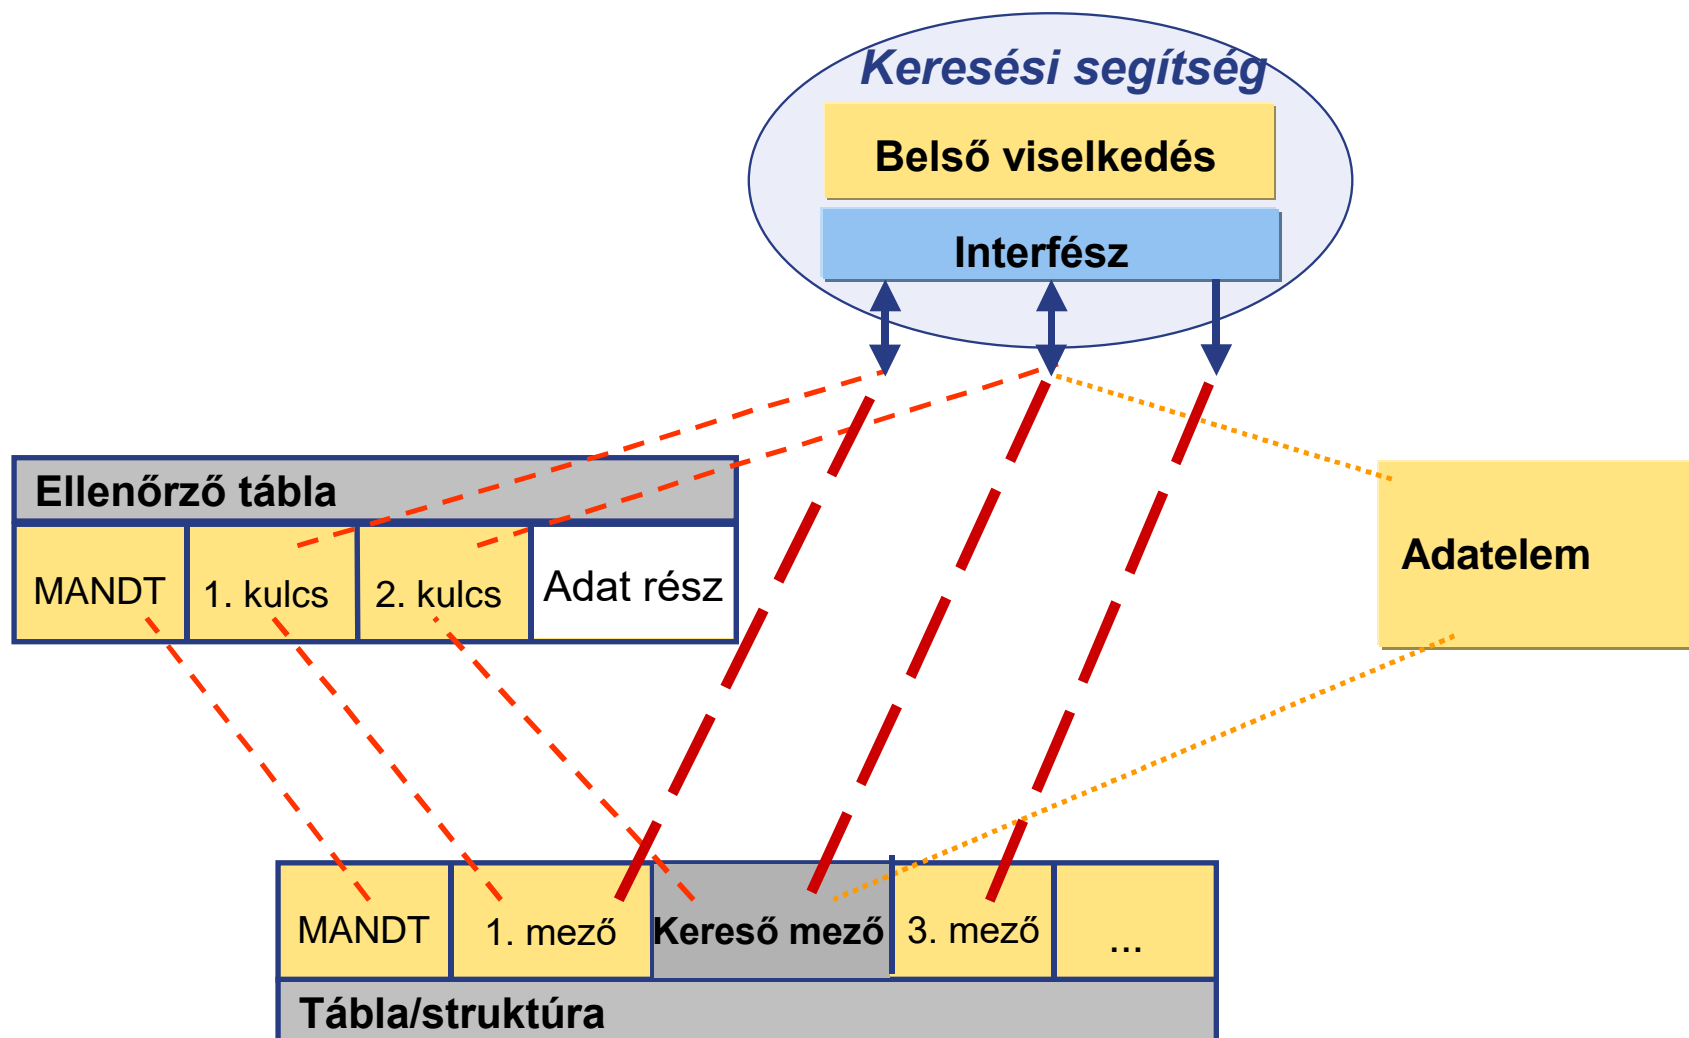 Keresési segítség
Belső viselkedés
Interfész
Ellenőrző tábla
MANDT
1. kulcs
2. kulcs
Adat rész
Adatelem
MANDT
1. mező
Kereső mező
3. mező
...
Tábla/struktúra